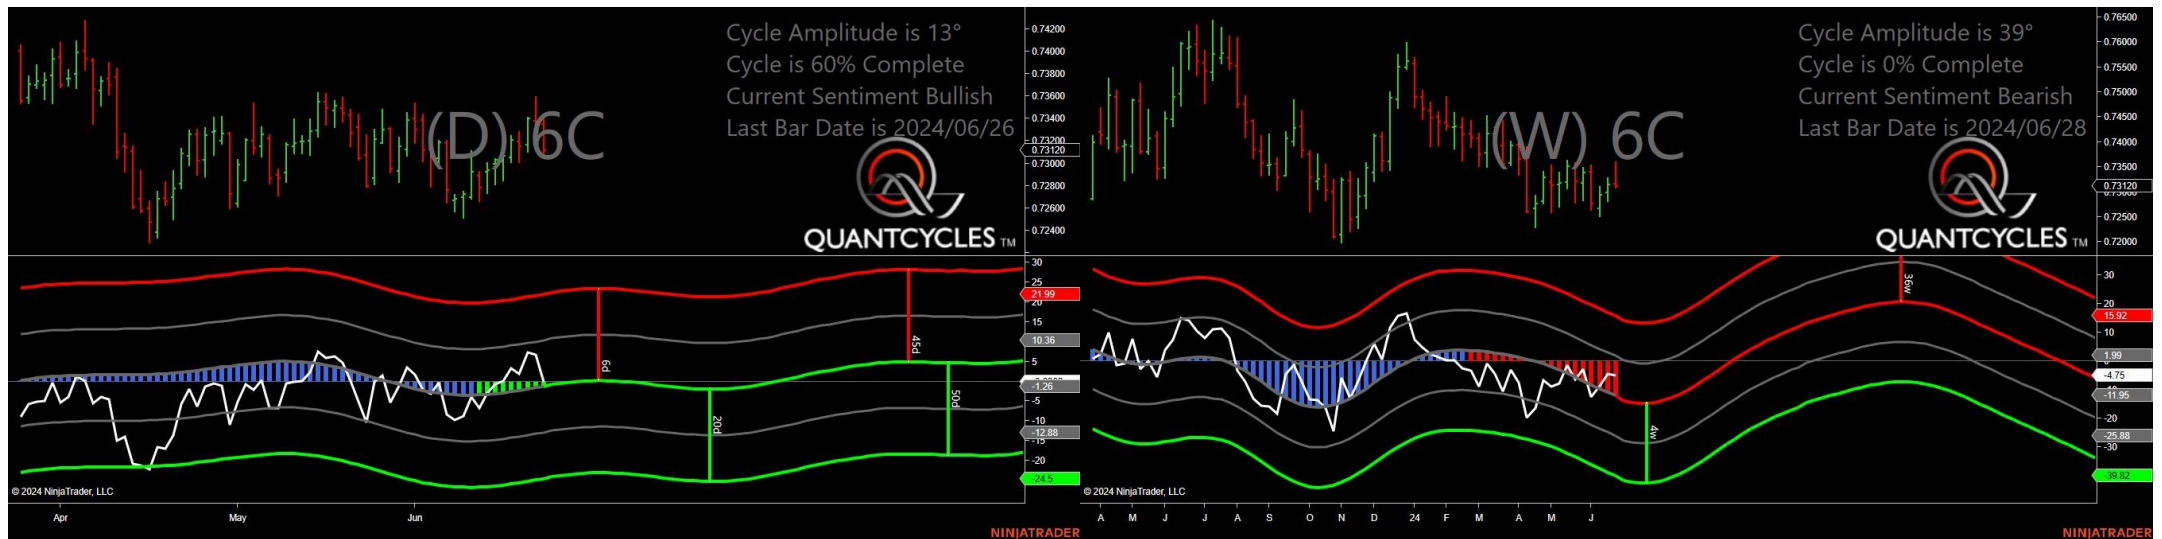 Cycle Amplitude is 13°
Cycle is 60% Complete
Current Sentiment Bullish
Last Bar Date is 2024/06/26
(D) 6C
QUANTCYCLES TM
0.74200
0.74000
0.73800
0.73600
0.73400
0.73200
0.73120
0.73000
0.72800
0.72600
0.72400
30
25
21.99
20
15
10.36
5
-1.26
-5
-10
-12.88
-15
-20
-24.5
6d
20d
45d
50d
© 2024 NinjaTrader, LLC
Apr May Jun
NINJATRADER
Cycle Amplitude is 39°
Cycle is 0% Complete
Current Sentiment Bearish
Last Bar Date is 2024/06/28
(W) 6C
QUANTCYCLES TM
0.76500
0.76000
0.75500
0.75000
0.74500
0.74000
0.73500
0.73120
0.73000
0.72500
0.72000
30
20
15.92
10
1.99
-4.75
-11.95
-20
-25.88
-30
-39.82
4w
36w
© 2024 NinjaTrader, LLC
A M J J A S O N D 24 F M A M J
NINJATRADER